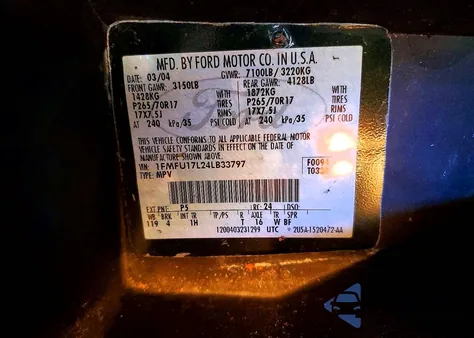 MFD. BY FORD MOTOR CO. IN U.S.A.
DATE: 03/04 GVWR: 7100LB/ 3220KG
FRONT GAWR: 3150LB REAR GAWR: 4128LB
1428KG WITH 1872KG WITH
P265/70R17 TIRES P265/70R17 TIRES
17X7.5J RIMS 17X7.5J RIMS
AT 240 kPa/35 PSI COLD AT 240 kPa/35 PSI COLD
THIS VEHICLE CONFORMS TO ALL APPLICABLE FEDERAL MOTOR
VEHICLE SAFETY STANDARDS IN EFFECT ON THE DATE OF
MANUFACTURE SHOWN ABOVE.
VIN: 1FMFU17L24LB33797
TYPE: MPV
F0094
EXT PNT: P5 RC: 24 DSO:
WB BRK INT TR TP/PS R AXLE TR SPR
119 4 1H T 16 W BF
1200403231299 UTC 2U5A-1520472-AA
Ford